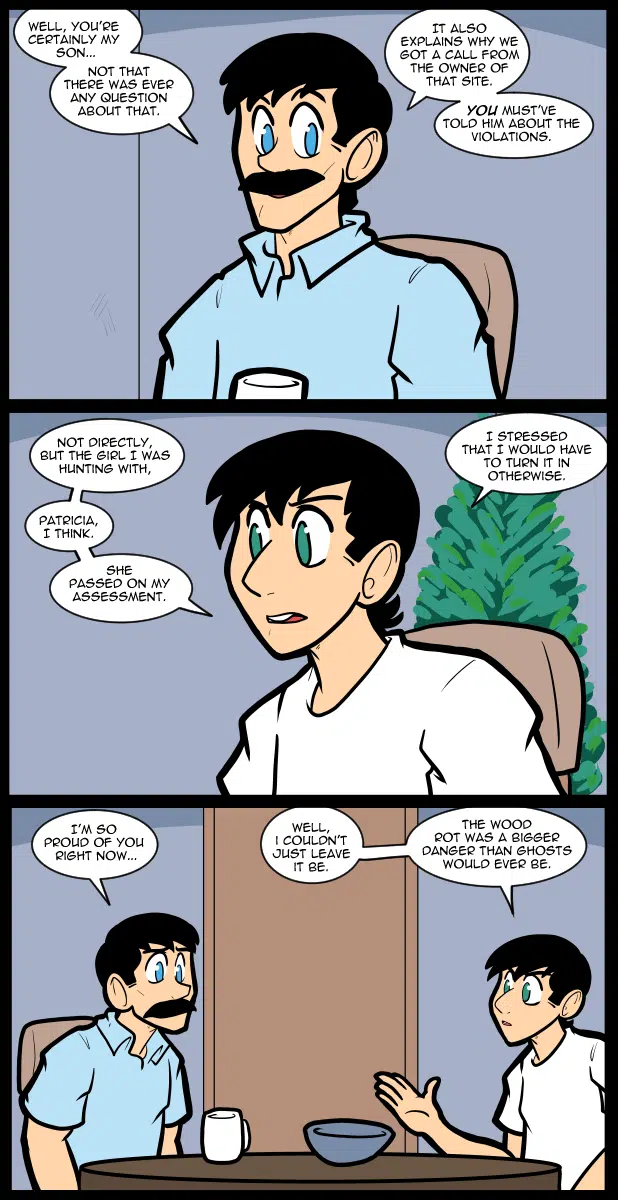 WELL, YOU'RE
CERTAINLY MY
SON...
NOT THAT
THERE WAS EVER
ANY QUESTION
ABOUT THAT.
IT ALSO
EXPLAINS WHY WE
GOT A CALL FROM
THE OWNER OF
THAT SITE.
YOU MUST'VE
TOLD HIM ABOUT THE
VIOLATIONS.
NOT DIRECTLY,
BUT THE GIRL I WAS
HUNTING WITH,
PATRICIA,
I THINK.
SHE
PASSED ON MY
ASSESSMENT.
I STRESSED
THAT I WOULD HAVE
TO TURN IT IN
OTHERWISE.
I'M SO
PROUD OF YOU
RIGHT NOW...
WELL,
I COULDN'T
JUST LEAVE
IT BE.
THE WOOD
ROT WAS A BIGGER
DANGER THAN GHOSTS
WOULD EVER BE.